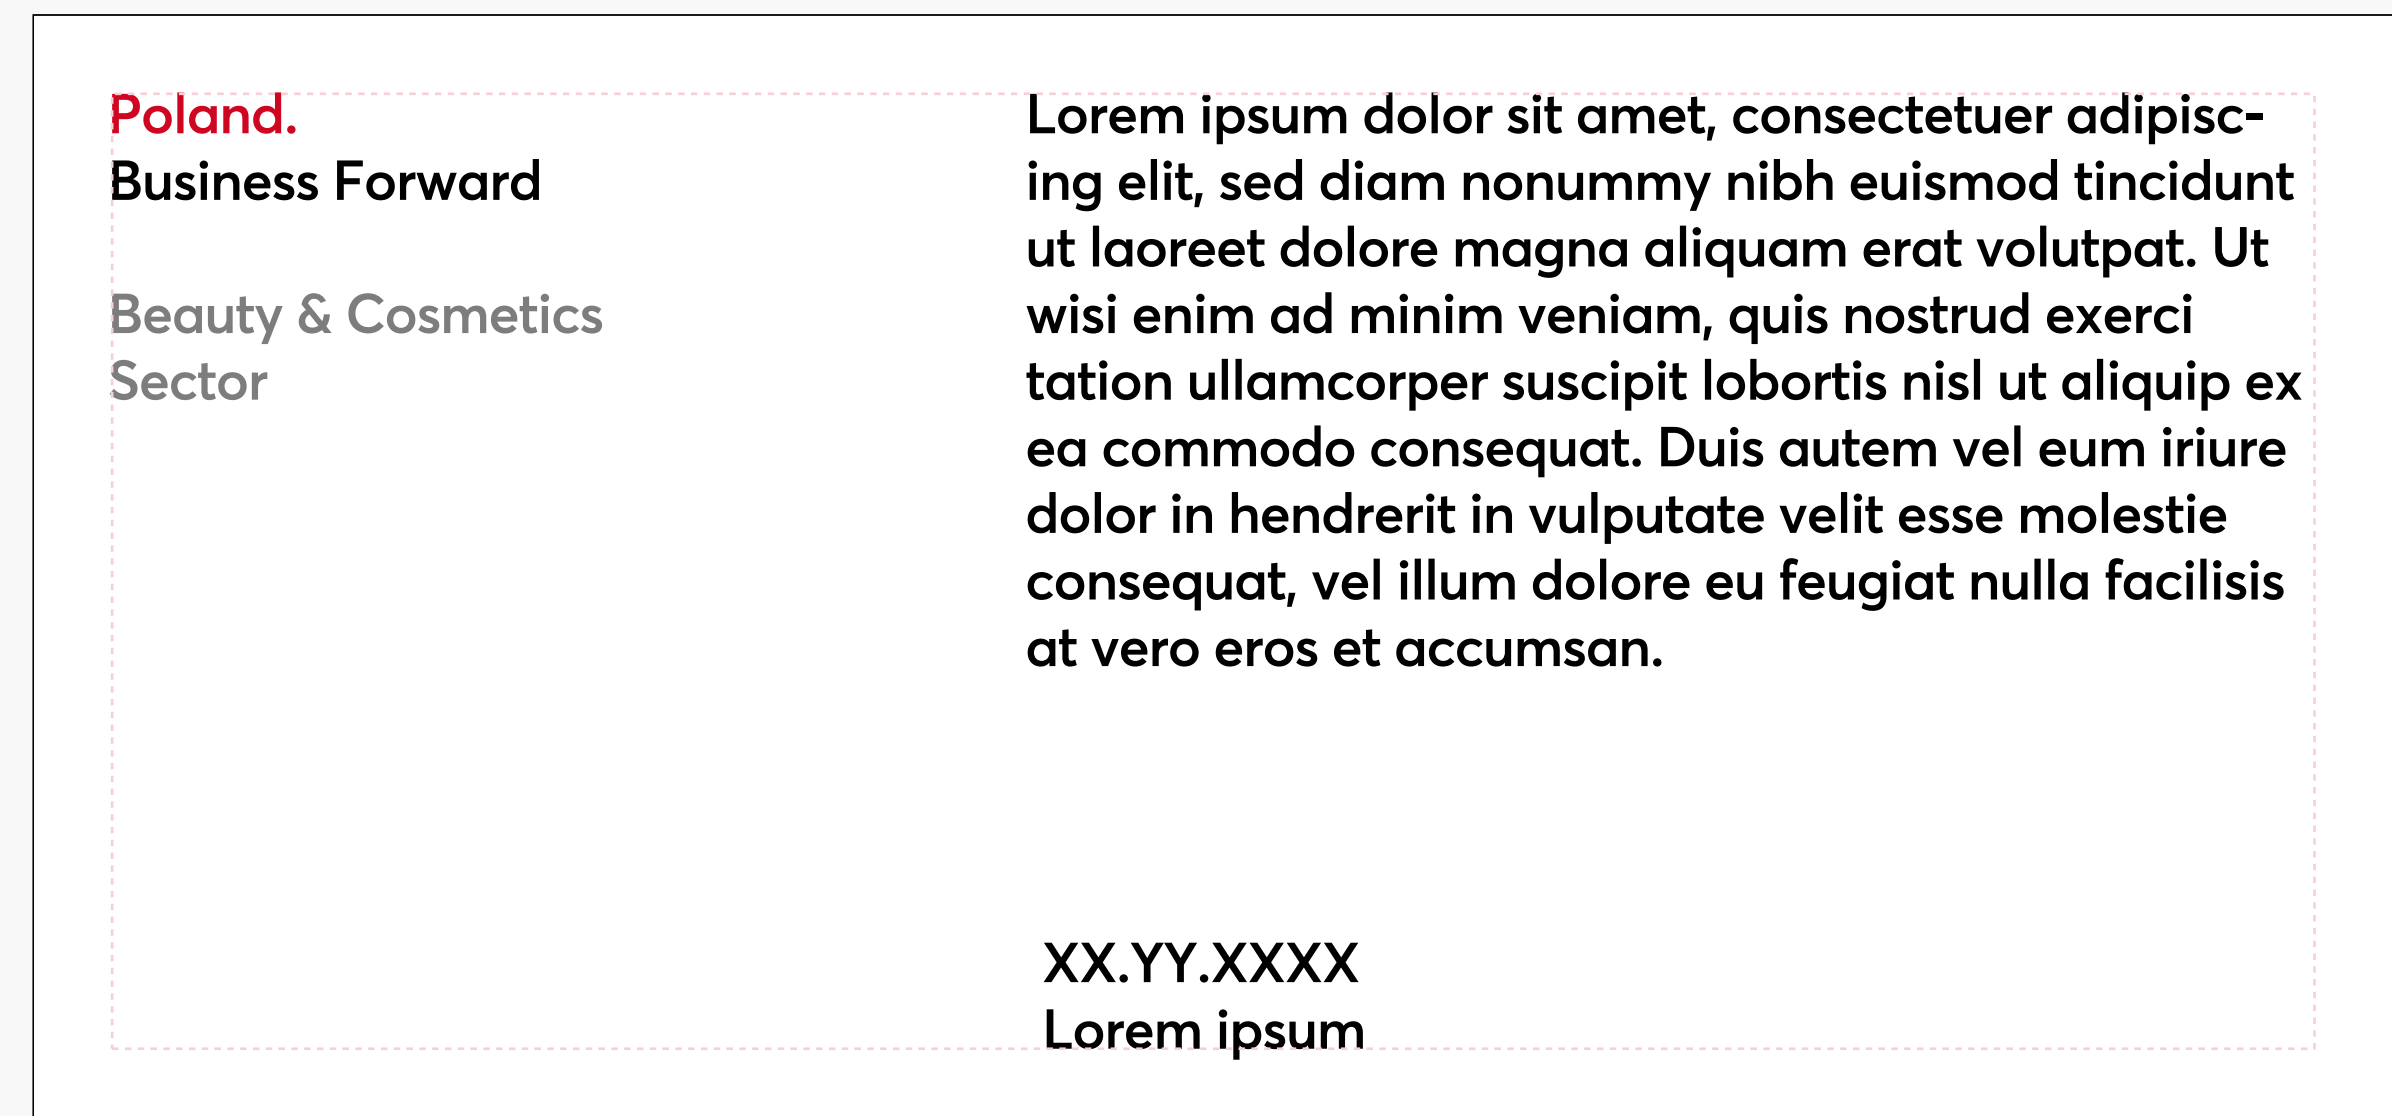 Poland.
Business Forward
Beauty & Cosmetics
Sector
Lorem ipsum dolor sit amet, consectetuer adipisc-
ing elit, sed diam nonummy nibh euismod tincidunt
ut laoreet dolore magna aliquam erat volutpat. Ut
wisi enim ad minim veniam, quis nostrud exerci
tation ullamcorper suscipit lobortis nisl ut aliquip ex
ea commodo consequat. Duis autem vel eum iriure
dolor in hendrerit in vulputate velit esse molestie
consequat, vel illum dolore eu feugiat nulla facilisis
at vero eros et accumsan.
XX.YY.XXXX
Lorem ipsum